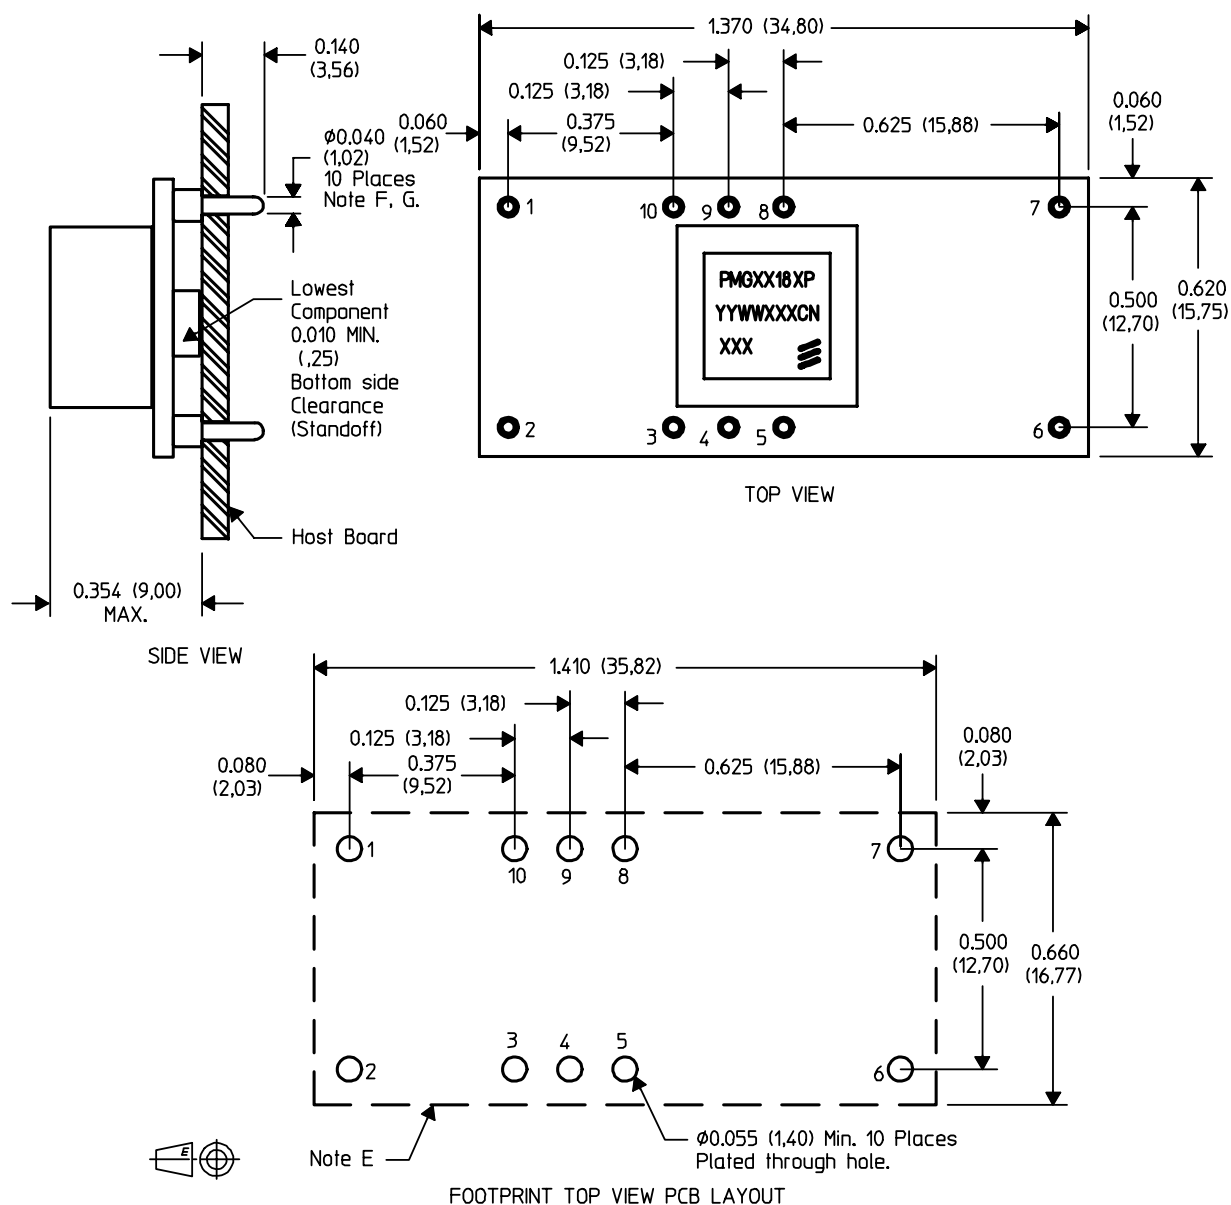 0.140
(3,56)
Ø0.040
(1,02)
10 Places
Note F, G.
Lowest
Component
0.010 MIN.
(,25)
Bottom side
Clearance
(Standoff)
Host Board
0.354 (9,00)
MAX.
SIDE VIEW
1.370 (34,80)
0.125 (3,18)
0.125 (3,18)
0.060
(1,52)
0.375
(9,52)
0.625 (15,88)
0.060
(1,52)
1
10
9
8
7
PMGXX18XP
YYWWXXXCN
XXX
0.500
(12,70)
0.620
(15,75)
2
3
4
5
6
TOP VIEW
1.410 (35,82)
0.125 (3,18)
0.125 (3,18)
0.080
(2,03)
0.375
(9,52)
0.625 (15,88)
0.080
(2,03)
1
10
9
8
7
0.500
(12,70)
0.660
(16,77)
2
3
4
5
6
E
Note E
Ø0.055 (1,40) Min. 10 Places
Plated through hole.
FOOTPRINT TOP VIEW PCB LAYOUT